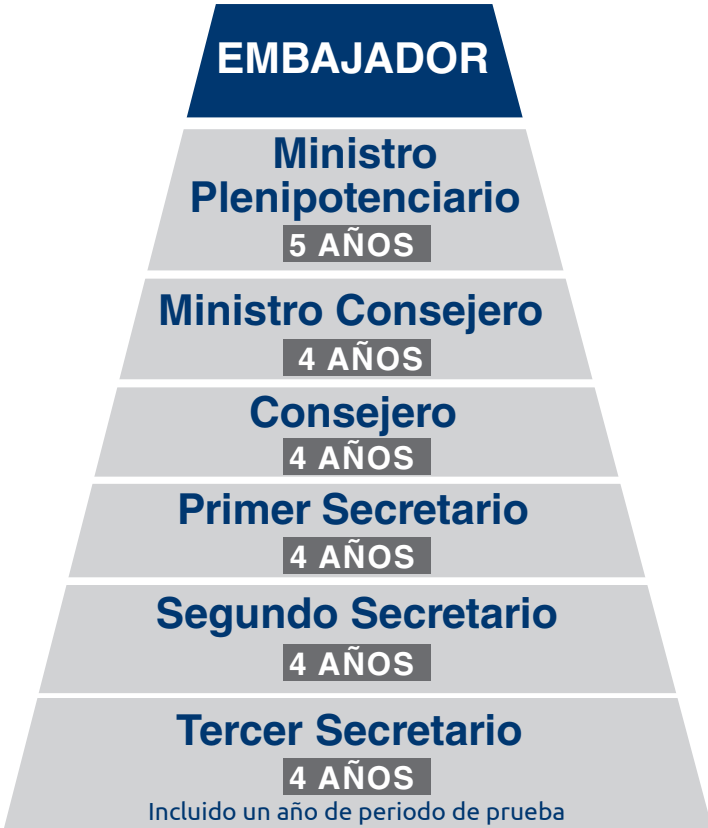 EMBAJADOR
Ministro
Plenipotenciario
5 AÑOS
Ministro Consejero
4 AÑOS
Consejero
4 AÑOS
Primer Secretario
4 AÑOS
Segundo Secretario
4 AÑOS
Tercer Secretario
4 AÑOS
Incluido un año de periodo de prueba